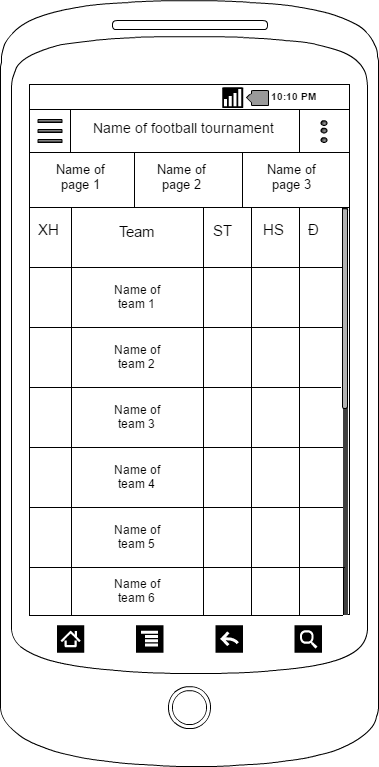 10:10 PM
Name of football tournament
Name of
page 1
Name of
page 2
Name of
page 3
XH
Team
ST
HS
Đ
Name of
team 1
Name of
team 2
Name of
team 3
Name of
team 4
Name of
team 5
Name of
team 6